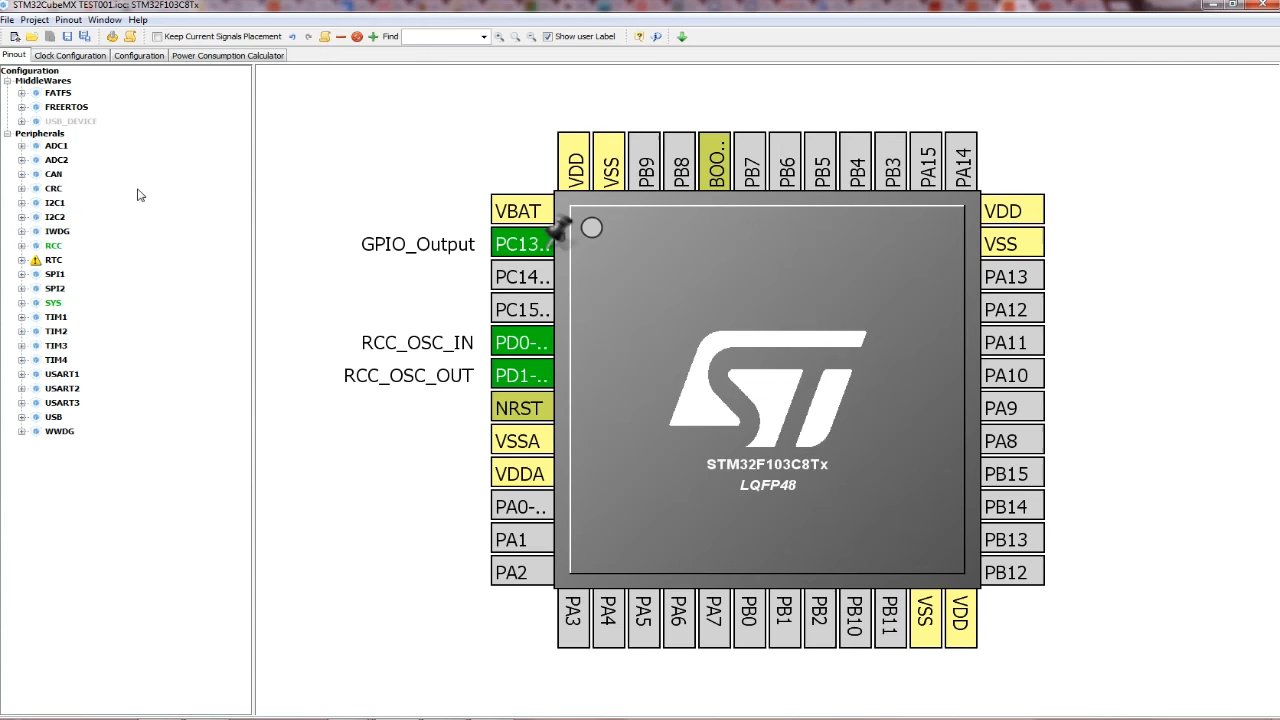 STM32CubeMX TEST001.ioc: STM32F103C8Tx
File Project Pinout Window Help
Keep Current Signals Placement Find Show user Label
Pinout Clock Configuration Configuration Power Consumption Calculator
Configuration
MiddleWares
FATFS
FREERTOS
USB_DEVICE
Peripherals
ADC1
ADC2
CAN
CRC
I2C1
I2C2
IWDG
RCC
RTC
SPI1
SPI2
SYS
TIM1
TIM2
TIM3
TIM4
USART1
USART2
USART3
USB
WWDG
VDD
VSS
PB9
PB8
BOO..
PB7
PB6
PB5
PB4
PB3
PA15
PA14
VBAT
GPIO_Output PC13..
PC14..
PC15..
RCC_OSC_IN PD0-..
RCC_OSC_OUT PD1-..
NRST
VSSA
VDDA
PA0-..
PA1
PA2
ST
STM32F103C8Tx
LQFP48
VDD
VSS
PA13
PA12
PA11
PA10
PA9
PA8
PB15
PB14
PB13
PB12
PA3
PA4
PA5
PA6
PA7
PB0
PB1
PB2
PB10
PB11
VSS
VDD